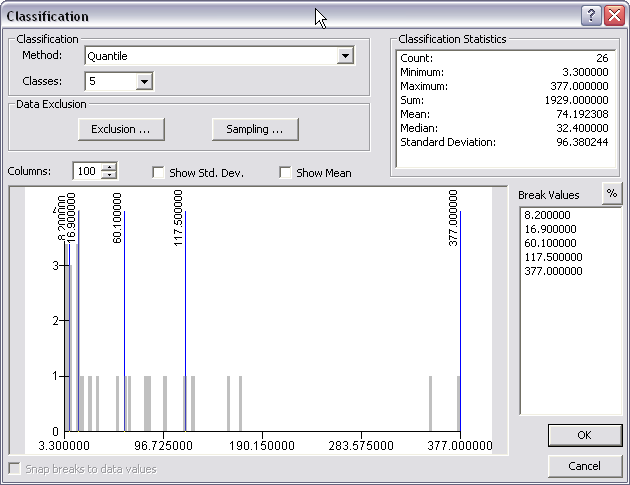 Classification
Classification
Method:
Quantile
Classes:
5
Data Exclusion
Exclusion ...
Sampling ...
Classification Statistics
Count: 26
Minimum: 3.300000
Maximum: 377.000000
Sum: 1929.000000
Mean: 74.192308
Median: 32.400000
Standard Deviation: 96.380244
Columns:
100
Show Std. Dev.
Show Mean
%
Break Values
8.200000
16.900000
60.100000
117.500000
377.000000
8.200000
16.900000
60.100000
117.500000
377.000000
4
3
2
1
0
3.300000
96.725000
190.150000
283.575000
377.000000
Snap breaks to data values
OK
Cancel